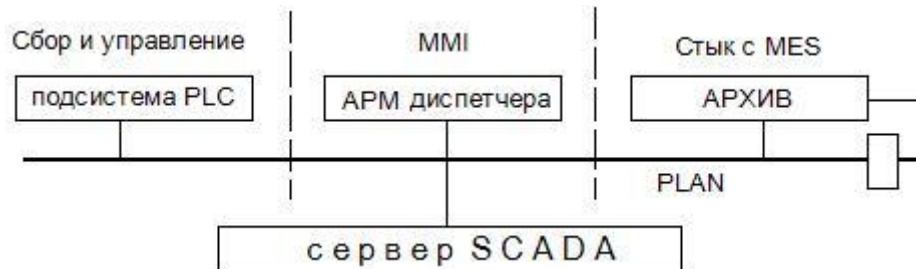 Сбор и управление
MMI
Стык с MES
подсистема PLC
АРМ диспетчера
АРХИВ
PLAN
сервер SCADA